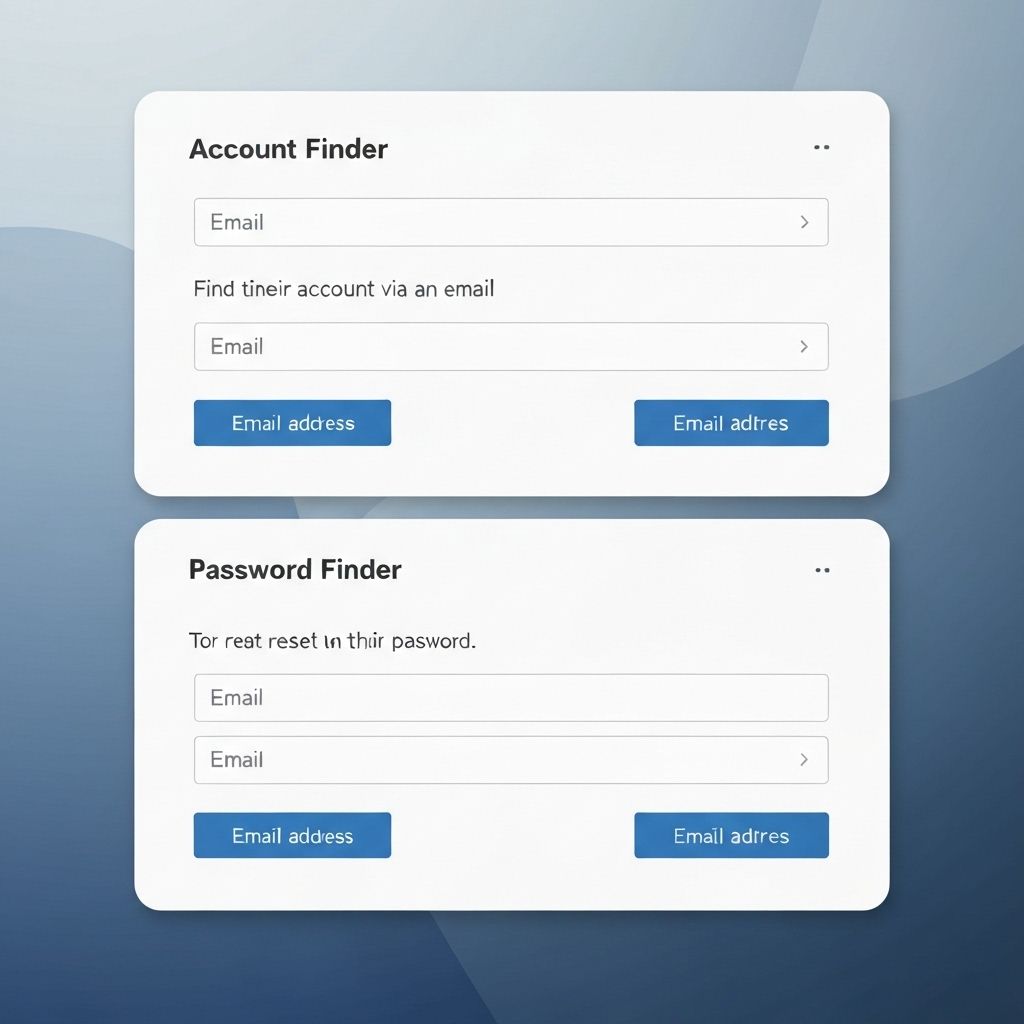 Account Finder
Email
Find tineir account via an email
Email
Email address
Email adtres
Password Finder
Tor reat reset in thiir pasword.
Email
Email
Email address
Email adtres